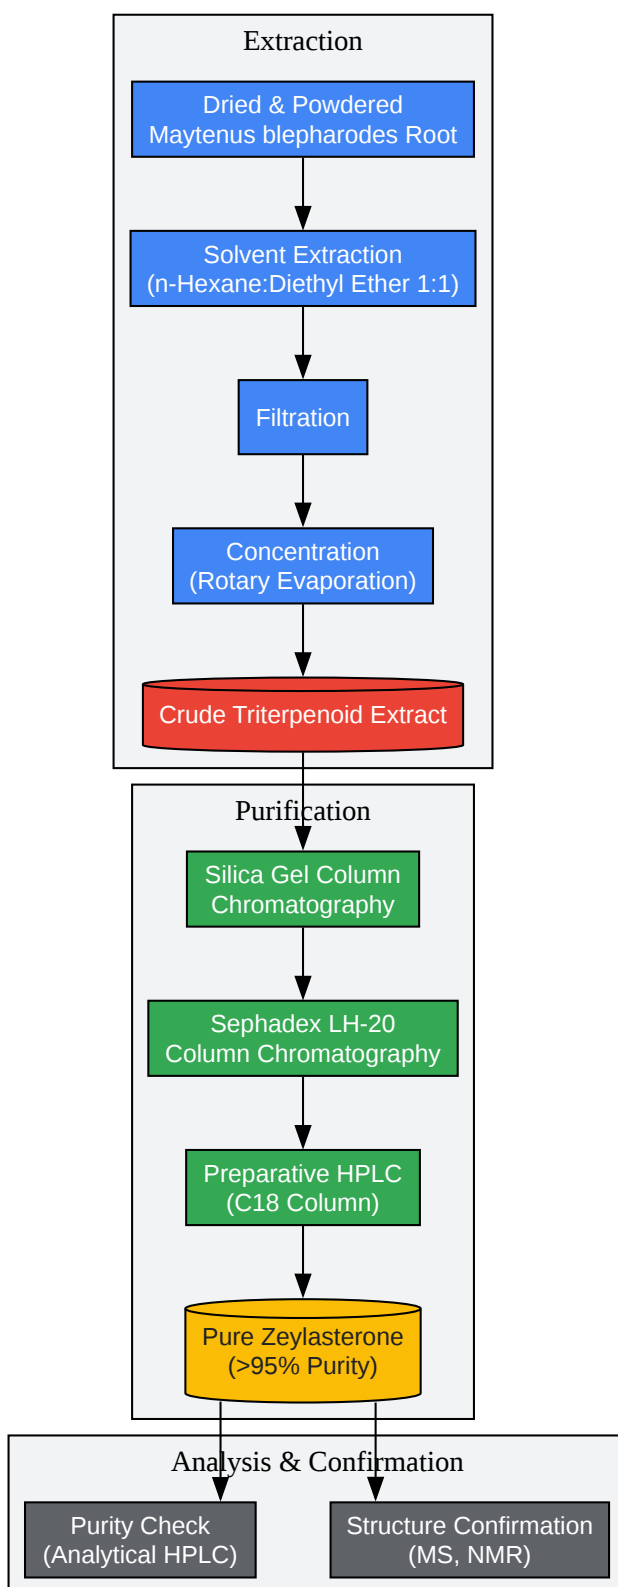 Extraction
Dried & Powdered
Maytenus blepharodes Root
Solvent Extraction
(n-Hexane:Diethyl Ether 1:1)
Filtration
Concentration
(Rotary Evaporation)
Crude Triterpenoid Extract
Purification
Silica Gel Column
Chromatography
Sephadex LH-20
Column Chromatography
Preparative HPLC
(C18 Column)
Pure Zeylasterone
(>95% Purity)
Analysis & Confirmation
Purity Check
(Analytical HPLC)
Structure Confirmation
(MS, NMR)